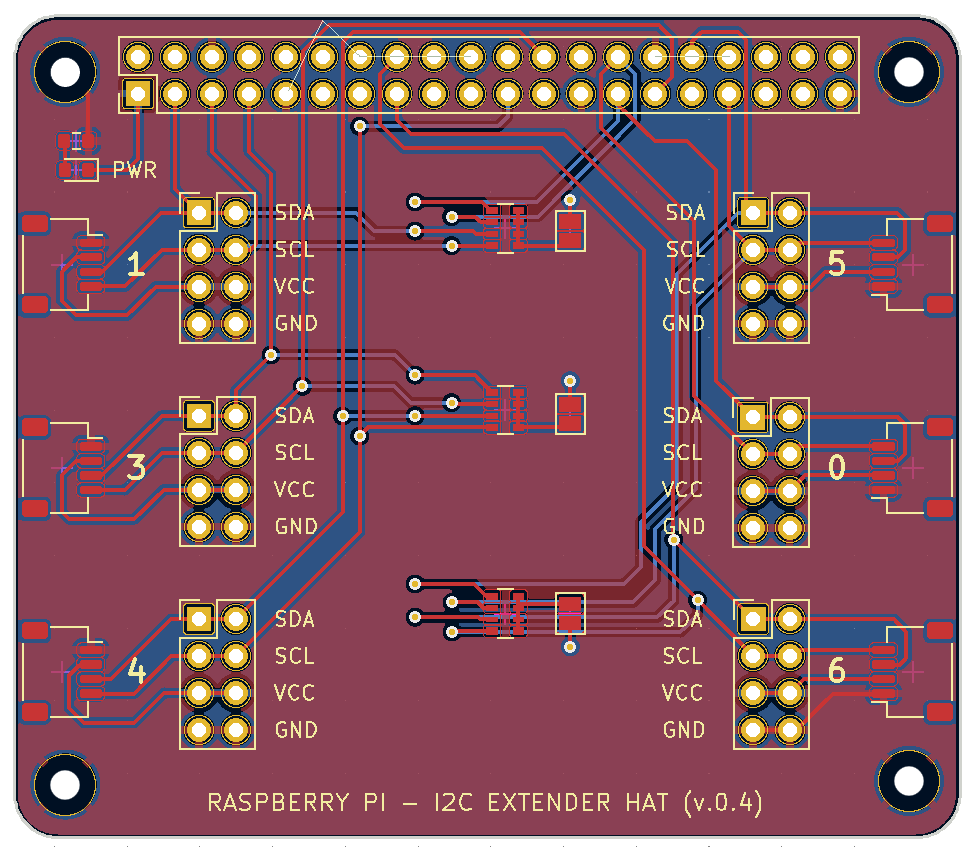 PWR
SDA
SCL
VCC
GND
1
SDA
SCL
VCC
GND
5
SDA
SCL
VCC
GND
3
SDA
SCL
VCC
GND
0
SDA
SCL
VCC
GND
4
SDA
SCL
VCC
GND
6
RASPBERRY PI - I2C EXTENDER HAT (v.0.4)